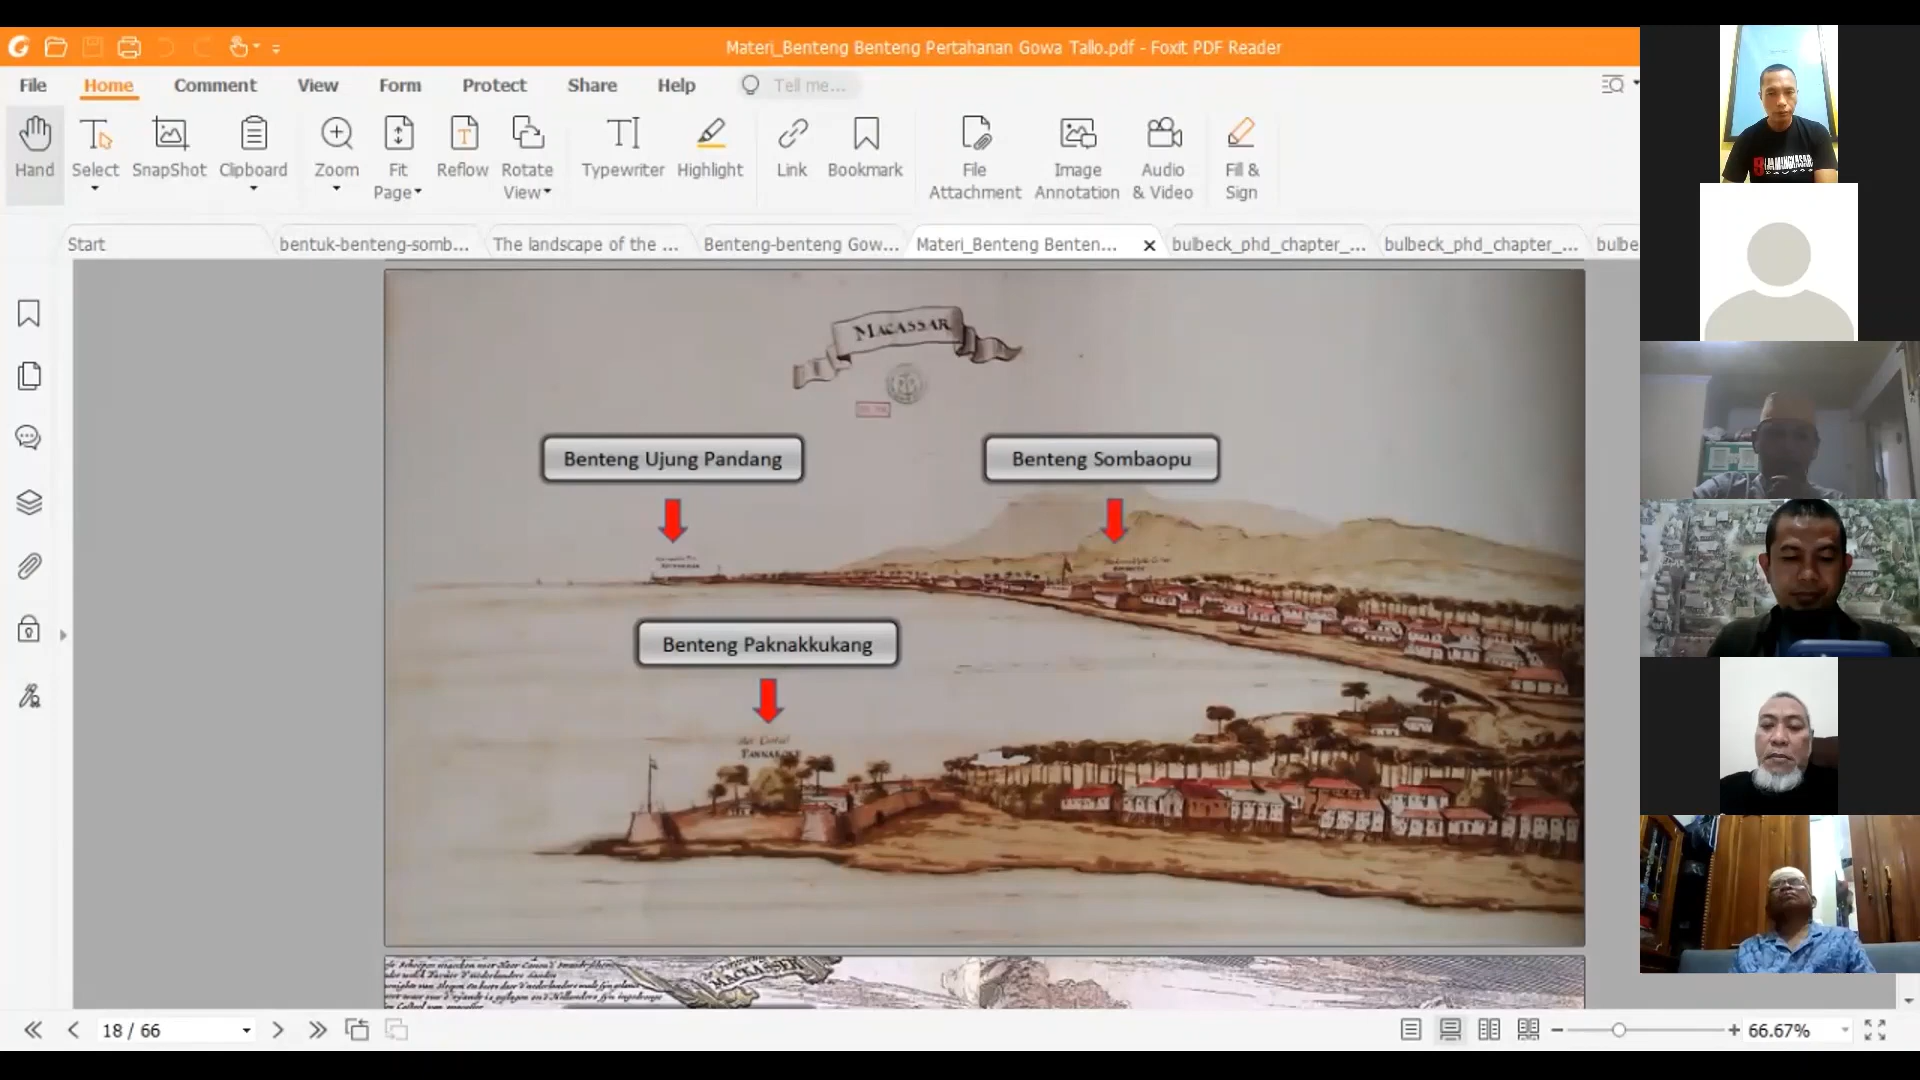 Materi_Benteng Benteng Pertahanan Gowa Tallo.pdf - Foxit PDF Reader
File Home Comment View Form Protect Share Help Tell me...
Hand Select SnapShot Clipboard Zoom Fit Page Reflow Rotate View Typewriter Highlight Link Bookmark File Attachment Image Annotation Audio & Video Fill & Sign
Start bentuk-benteng-somb... The landscape of the ... Benteng-benteng Gow... Materi_Benteng Benten... bulbeck_phd_chapter_... bulbeck_phd_chapter_... bulbe
MACASSAR
Benteng Ujung Pandang
Benteng Sombaopu
Benteng Paknakkukang
MACKASSER
18 / 66
66.67%